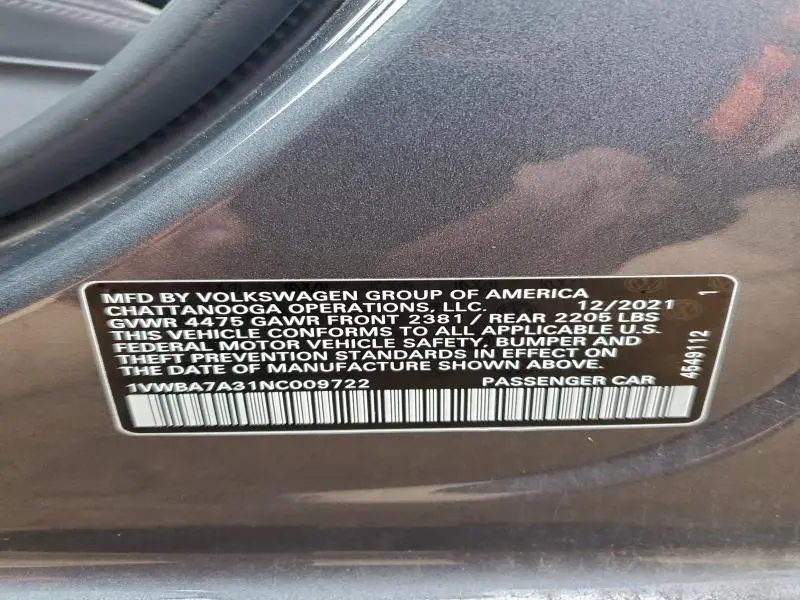 MFD BY VOLKSWAGEN GROUP OF AMERICA
CHATTANOOGA OPERATIONS, LLC. 12/2021
GVWR 4475 GAWR FRONT 2381/ REAR 2205 LBS
THIS VEHICLE CONFORMS TO ALL APPLICABLE U.S.
FEDERAL MOTOR VEHICLE SAFETY, BUMPER AND
THEFT PREVENTION STANDARDS IN EFFECT ON
THE DATE OF MANUFACTURE SHOWN ABOVE.
1VWBA7A31NC009722 PASSENGER CAR
4549112 1